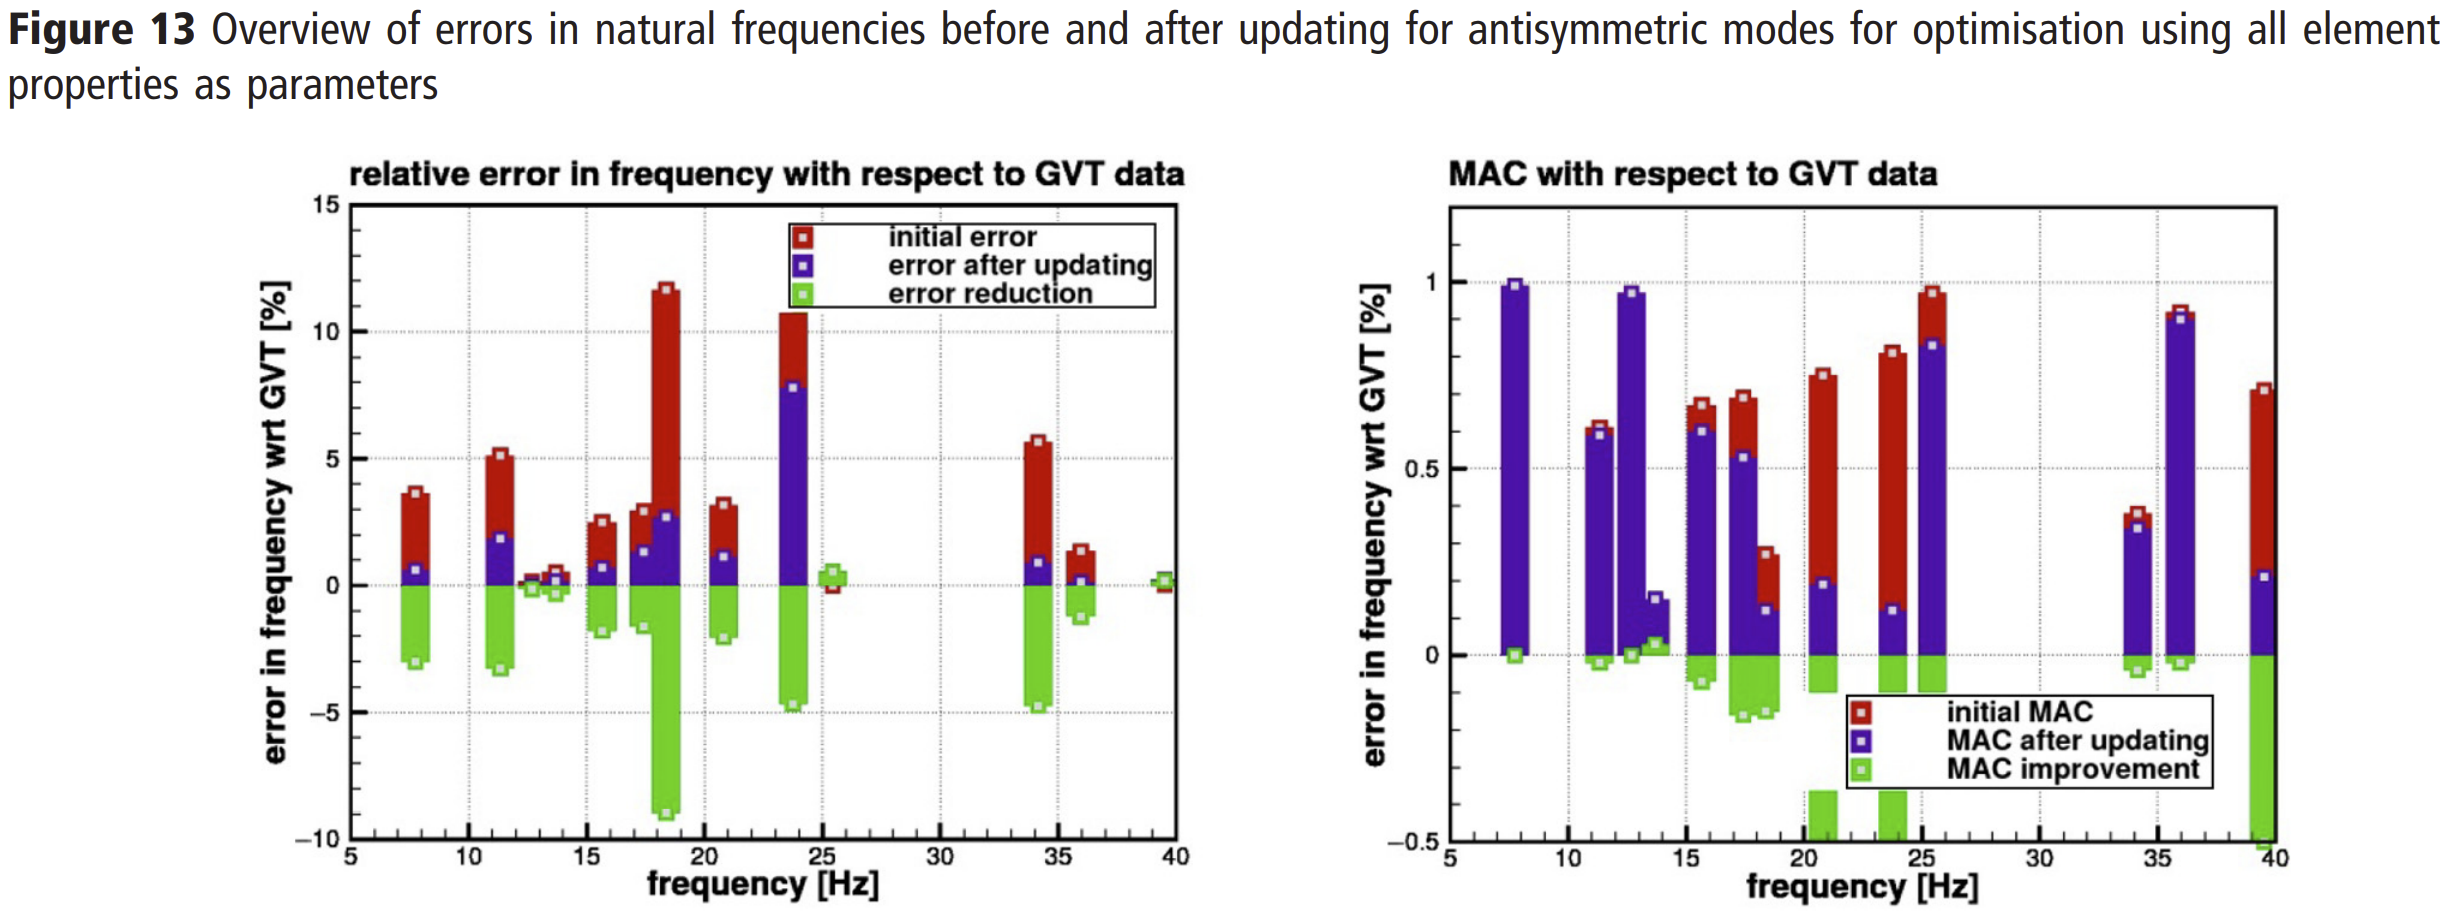 Figure 13 Overview of errors in natural frequencies before and after updating for antisymmetric modes for optimisation using all element
properties as parameters
relative error in frequency with respect to GVT data
15
10
5
0
−5
−10
error in frequency wrt GVT [%]
initial error
error after updating
error reduction
5 10 15 20 25 30 35 40
frequency [Hz]
MAC with respect to GVT data
1
0.5
0
−0.5
error in frequency wrt GVT [%]
initial MAC
MAC after updating
MAC improvement
5 10 15 20 25 30 35 40
frequency [Hz]